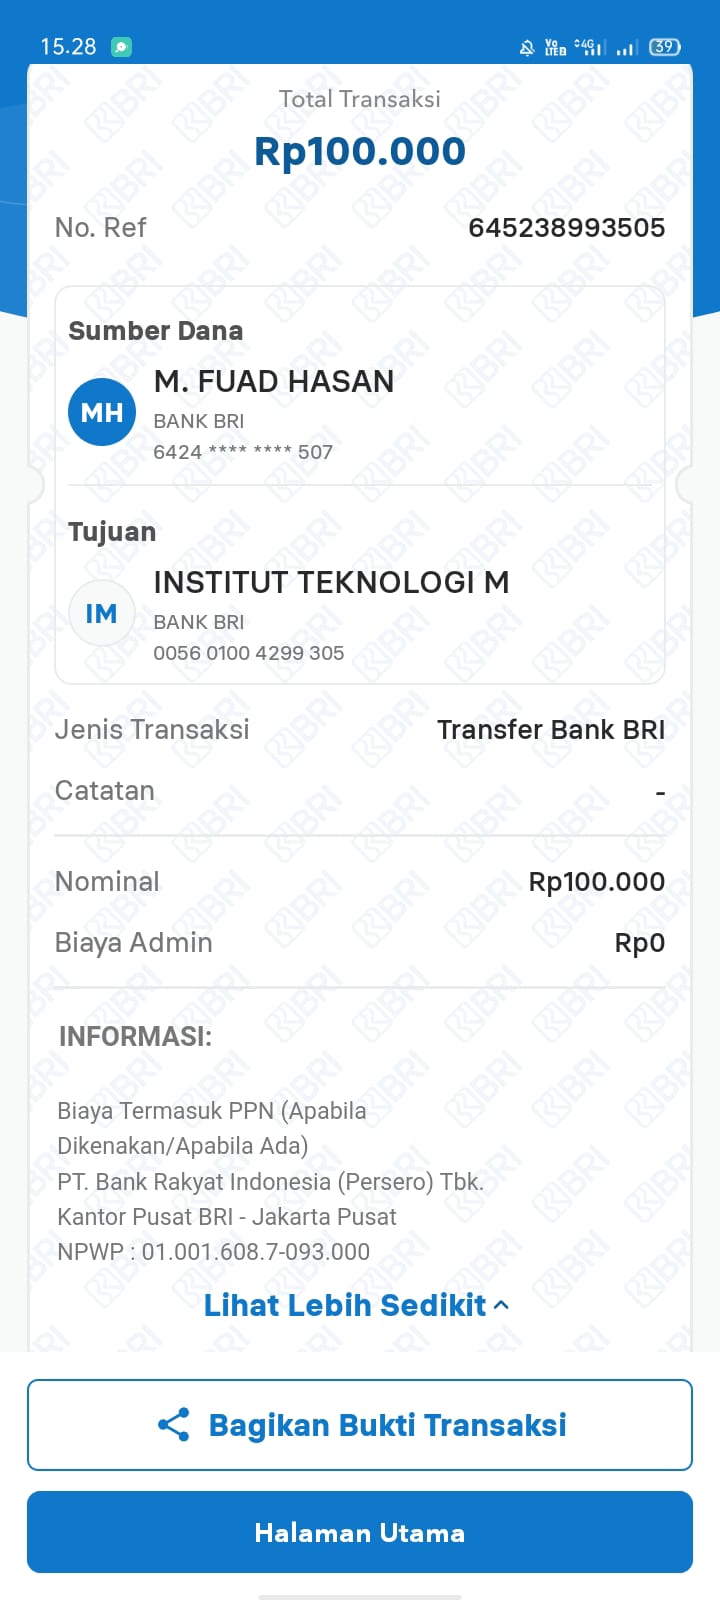 15.28
Vo LTE2 4G 39
Total Transaksi
Rp100.000
No. Ref 645238993505
Sumber Dana
MH
M. FUAD HASAN
BANK BRI
6424 **** **** 507
Tujuan
IM
INSTITUT TEKNOLOGI M
BANK BRI
0056 0100 4299 305
Jenis Transaksi Transfer Bank BRI
Catatan -
Nominal Rp100.000
Biaya Admin Rp0
INFORMASI:
Biaya Termasuk PPN (Apabila
Dikenakan/Apabila Ada)
PT. Bank Rakyat Indonesia (Persero) Tbk.
Kantor Pusat BRI - Jakarta Pusat
NPWP : 01.001.608.7-093.000
Lihat Lebih Sedikit
Bagikan Bukti Transaksi
Halaman Utama